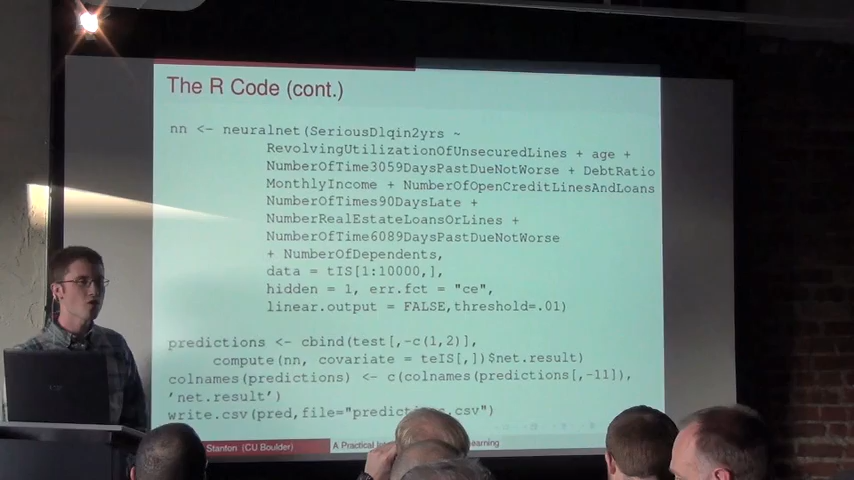 The R Code (cont.)
nn <- neuralnet(SeriousDlqin2yrs ~
RevolvingUtilizationOfUnsecuredLines + age +
NumberOfTime3059DaysPastDueNotWorse + DebtRatio
MonthlyIncome + NumberOfOpenCreditLinesAndLoans
NumberOfTimes90DaysLate +
NumberRealEstateLoansOrLines +
NumberOfTime6089DaysPastDueNotWorse
+ NumberOfDependents,
data = tIS[1:10000,],
hidden = 1, err.fct = "ce",
linear.output = FALSE,threshold=.01)
predictions <- cbind(test[,-c(1,2)],
compute(nn, covariate = teIS[,])$net.result)
colnames(predictions) <- c(colnames(predictions[,-11]),
'net.result')
write.csv(pred,file="predictions.csv")
Stanton (CU Boulder) A Practical